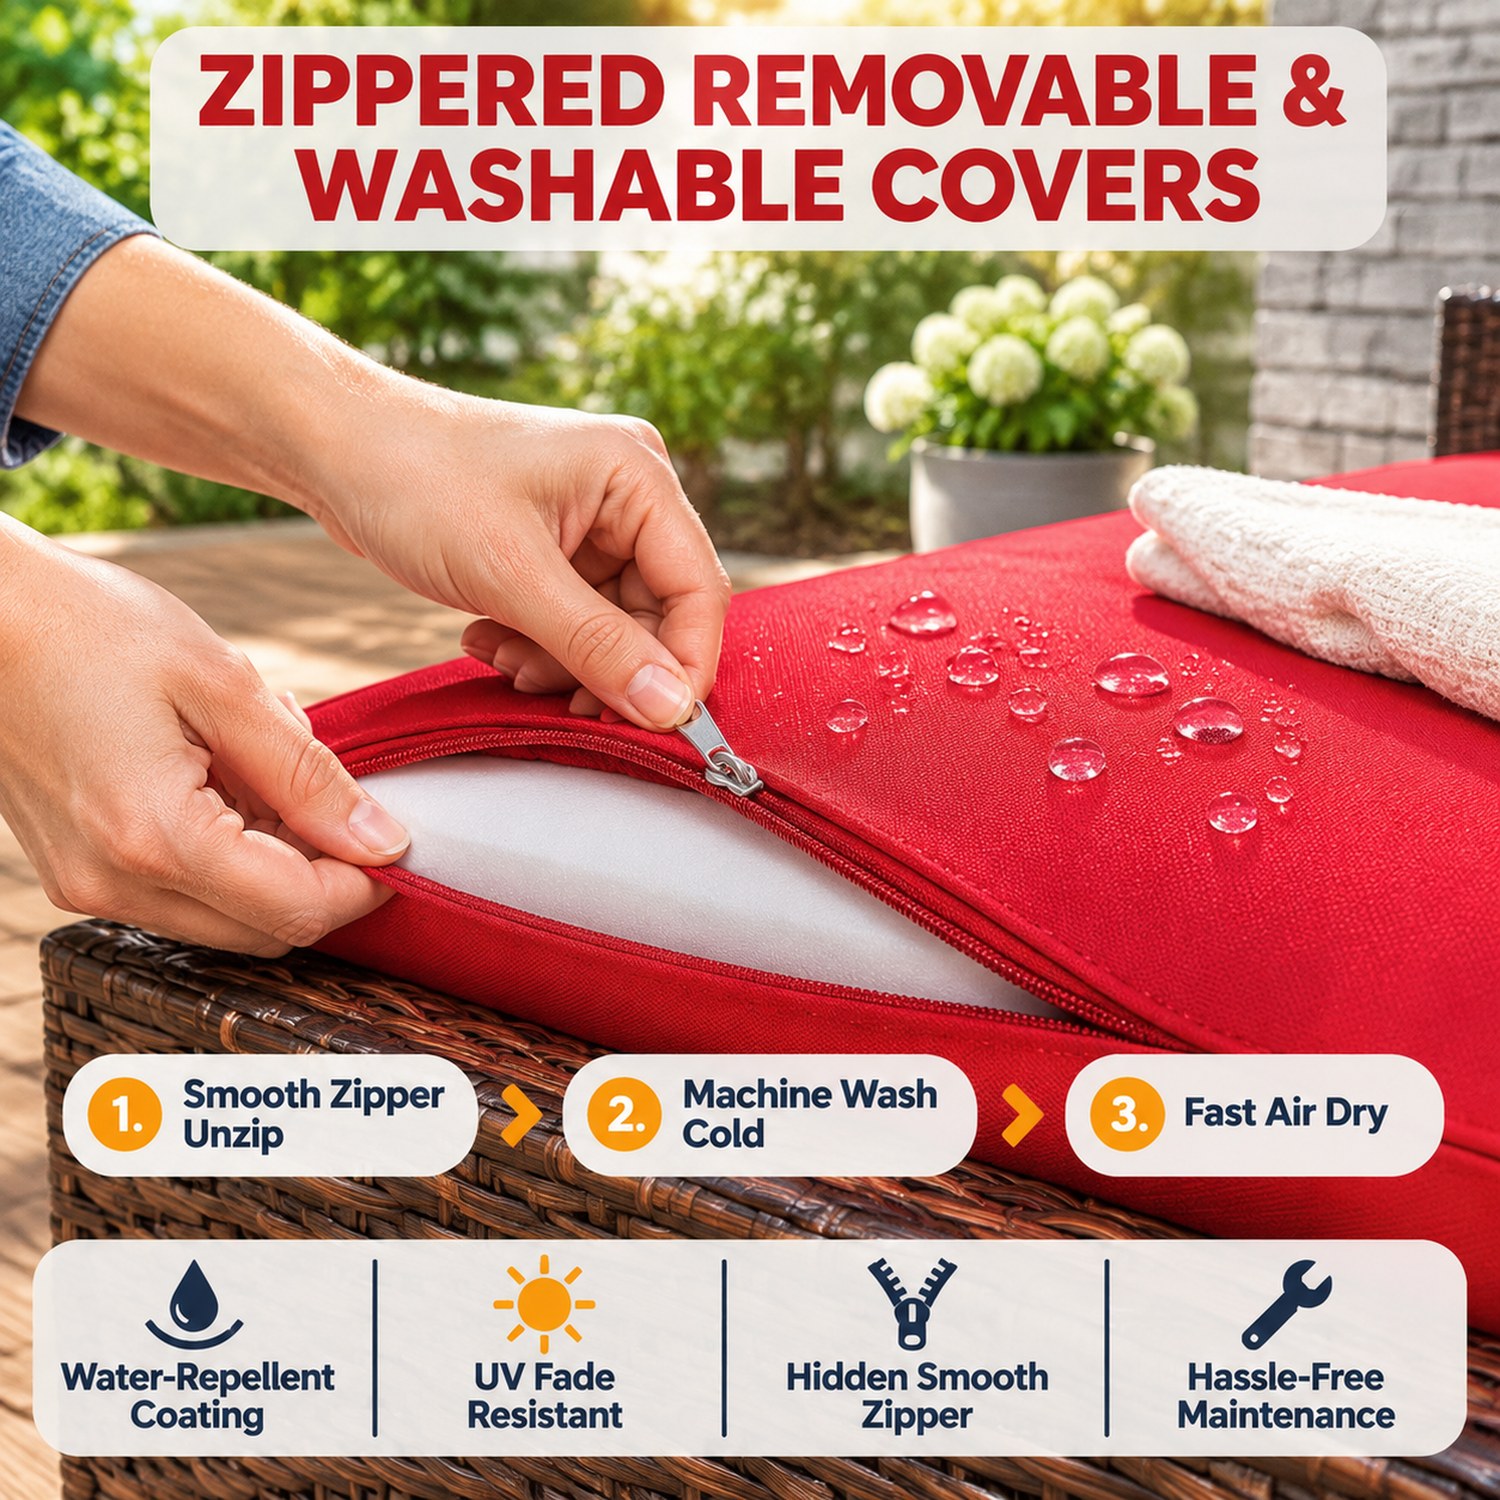 ZIPPERED REMOVABLE &
WASHABLE COVERS
1. Smooth Zipper
Unzip
2. Machine Wash
Cold
3. Fast Air Dry
Water-Repellent
Coating
UV Fade
Resistant
Hidden Smooth
Zipper
Hassle-Free
Maintenance